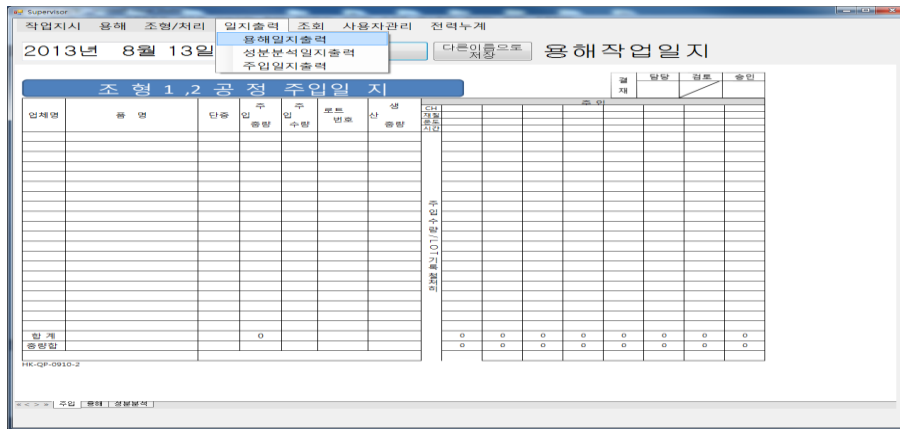 Supervisor
작업지시 용해 조형/처리 일지출력 조회 사용자관리 전력누계
용해일지출력
성분분석일지출력
주입일지출력
2013년 8월 13일
다른이름으로
저장
용해작업일지
조 형 1 ,2 공 정 주입일 지
결
재
담당 검토 승인
업체명 품 명 단중
주
입
중량
주
입
수량
로트
번호
생
산
중량
주 입
CH
재질
온도
시간
주입수량/LOT기록철저히
합 계 0 0 0 0 0 0 0 0 0
중량합 0 0 0 0 0 0 0 0
HK-QP-0910-2
주입 용해 성분분석